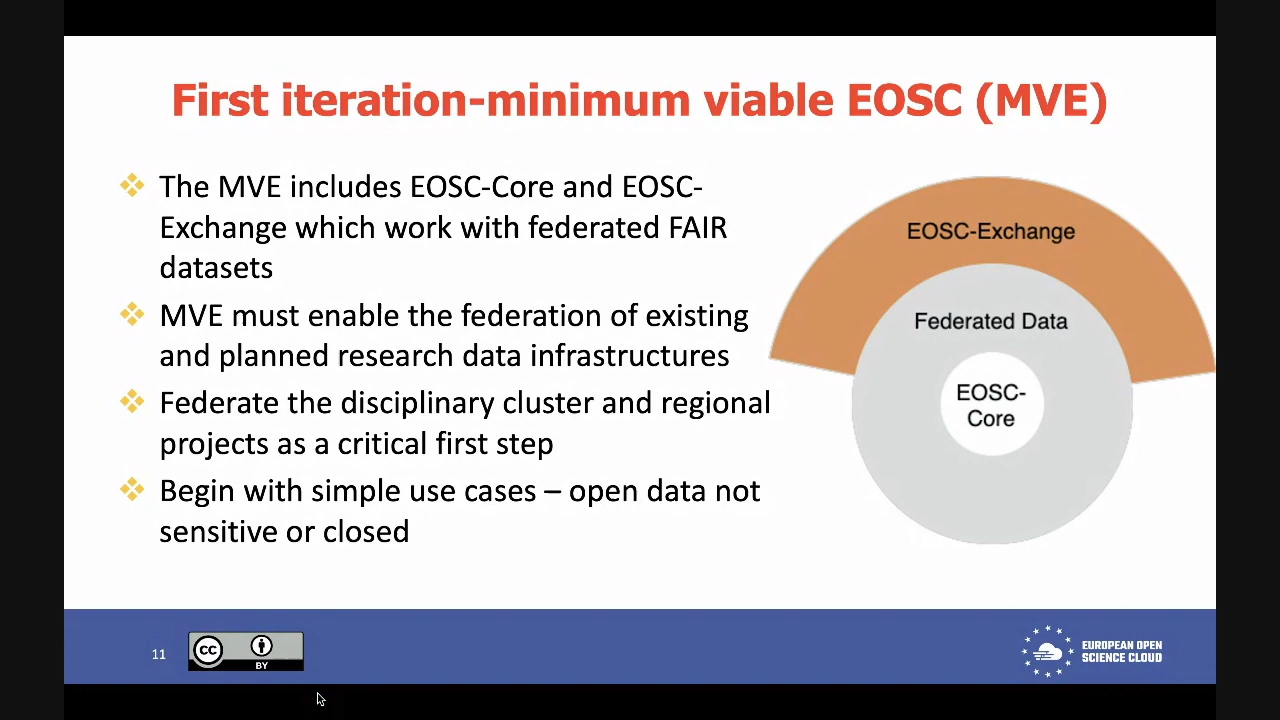 First iteration-minimum viable EOSC (MVE)
The MVE includes EOSC-Core and EOSC-
Exchange which work with federated FAIR
datasets
MVE must enable the federation of existing
and planned research data infrastructures
Federate the disciplinary cluster and regional
projects as a critical first step
Begin with simple use cases – open data not
sensitive or closed
EOSC-Exchange
Federated Data
EOSC-
Core
11
CC
BY
EUROPEAN OPEN
SCIENCE CLOUD